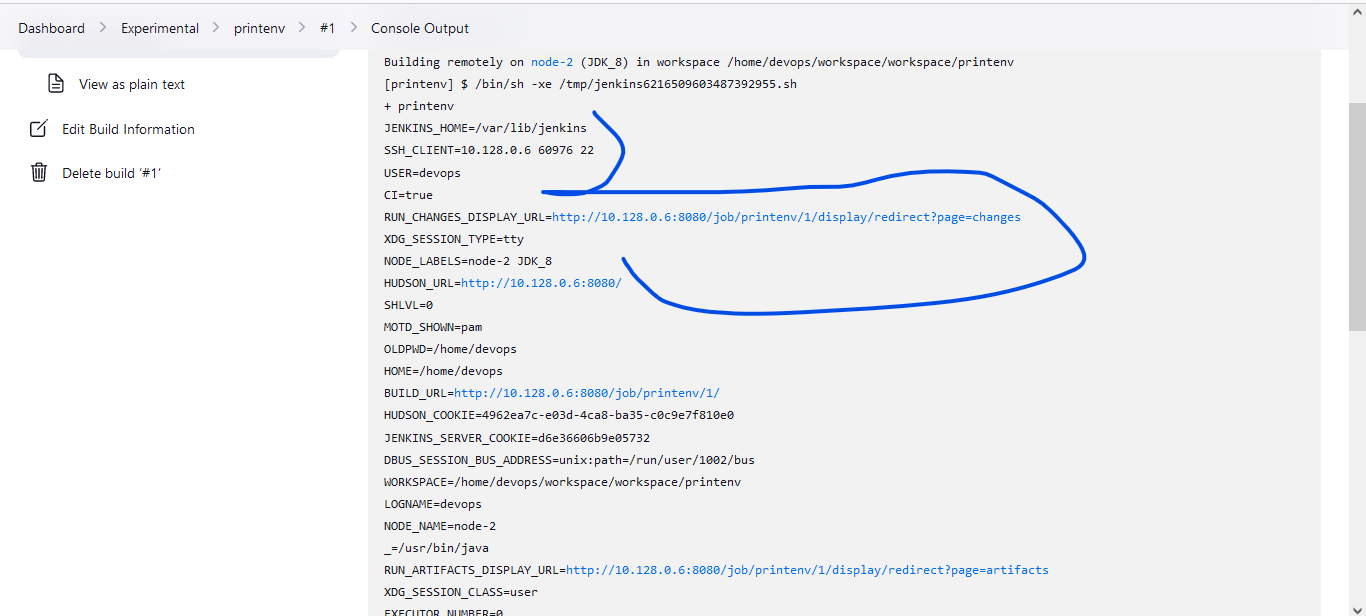 Dashboard > Experimental > printenv > #1 > Console Output
View as plain text
Edit Build Information
Delete build ‘#1’
Building remotely on node-2 (JDK_8) in workspace /home/devops/workspace/workspace/printenv
[printenv] $ /bin/sh -xe /tmp/jenkins6216509603487392955.sh
+ printenv
JENKINS_HOME=/var/lib/jenkins
SSH_CLIENT=10.128.0.6 60976 22
USER=devops
CI=true
RUN_CHANGES_DISPLAY_URL=http://10.128.0.6:8080/job/printenv/1/display/redirect?page=changes
XDG_SESSION_TYPE=tty
NODE_LABELS=node-2 JDK_8
HUDSON_URL=http://10.128.0.6:8080/
SHLVL=0
MOTD_SHOWN=pam
OLDPWD=/home/devops
HOME=/home/devops
BUILD_URL=http://10.128.0.6:8080/job/printenv/1/
HUDSON_COOKIE=4962ea7c-e03d-4ca8-ba35-c0c9e7f810e0
JENKINS_SERVER_COOKIE=d6e36606b9e05732
DBUS_SESSION_BUS_ADDRESS=unix:path=/run/user/1002/bus
WORKSPACE=/home/devops/workspace/workspace/printenv
LOGNAME=devops
NODE_NAME=node-2
_=/usr/bin/java
RUN_ARTIFACTS_DISPLAY_URL=http://10.128.0.6:8080/job/printenv/1/display/redirect?page=artifacts
XDG_SESSION_CLASS=user
EXECUTOR_NUMBER=0